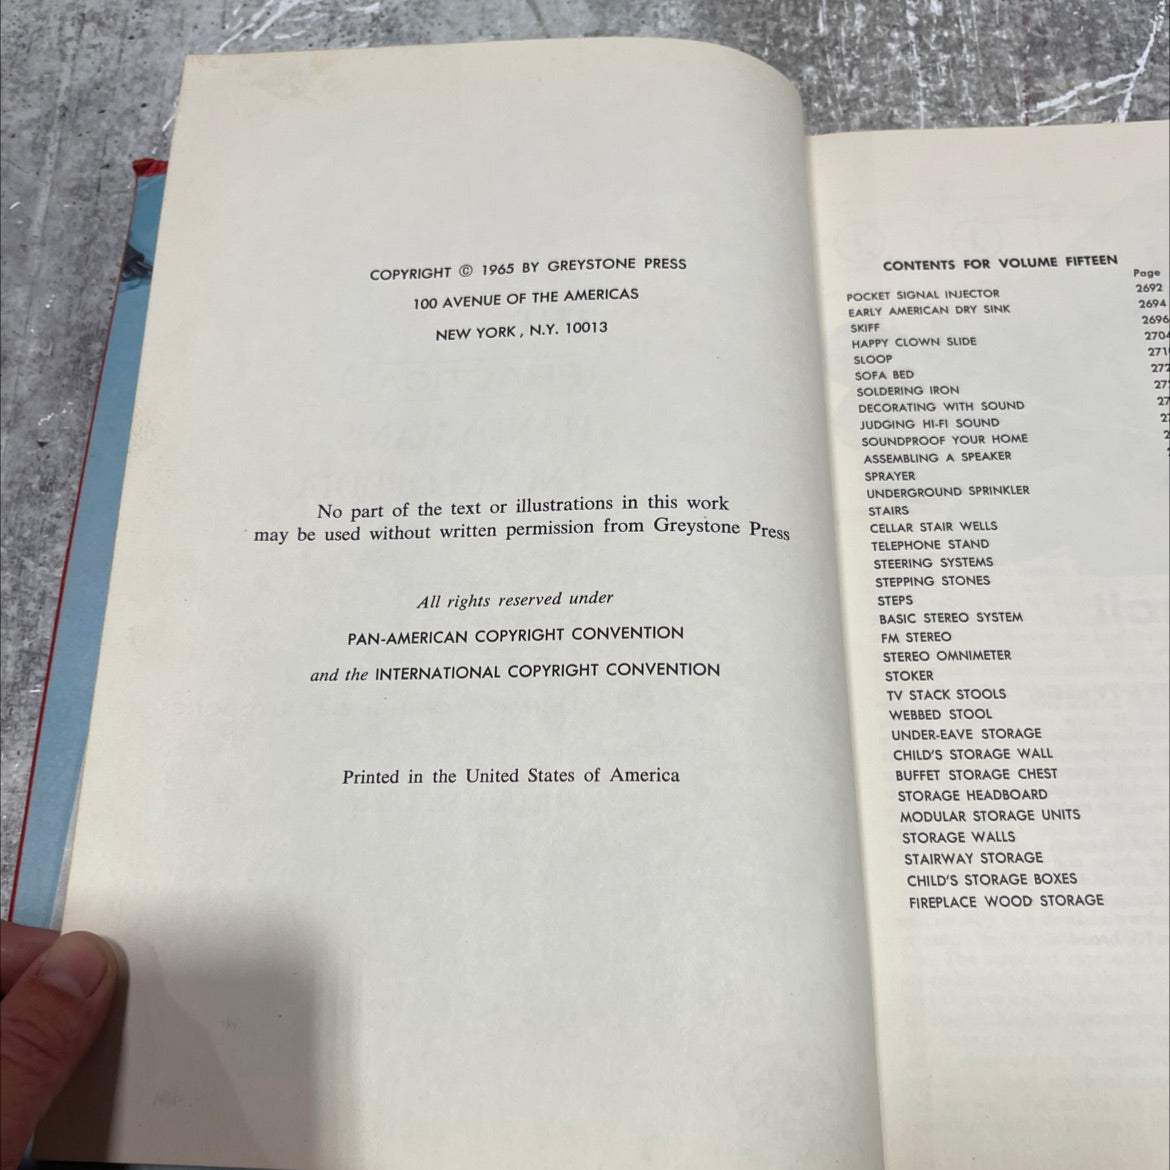 COPYRIGHT © 1965 BY GREYSTONE PRESS
100 AVENUE OF THE AMERICAS
NEW YORK, N.Y. 10013
No part of the text or illustrations in this work
may be used without written permission from Greystone Press
All rights reserved under
PAN-AMERICAN COPYRIGHT CONVENTION
and the INTERNATIONAL COPYRIGHT CONVENTION
Printed in the United States of America
CONTENTS FOR VOLUME FIFTEEN
Page
POCKET SIGNAL INJECTOR 2692
EARLY AMERICAN DRY SINK 2694
SKIFF 2696
HAPPY CLOWN SLIDE 2704
SLOOP
SOFA BED
SOLDERING IRON
DECORATING WITH SOUND
JUDGING HI-FI SOUND
SOUNDPROOF YOUR HOME
ASSEMBLING A SPEAKER
SPRAYER
UNDERGROUND SPRINKLER
STAIRS
CELLAR STAIR WELLS
TELEPHONE STAND
STEERING SYSTEMS
STEPPING STONES
STEPS
BASIC STEREO SYSTEM
FM STEREO
STEREO OMNIMETER
STOKER
TV STACK STOOLS
WEBBED STOOL
UNDER-EAVE STORAGE
CHILD'S STORAGE WALL
BUFFET STORAGE CHEST
STORAGE HEADBOARD
MODULAR STORAGE UNITS
STORAGE WALLS
STAIRWAY STORAGE
CHILD'S STORAGE BOXES
FIREPLACE WOOD STORAGE